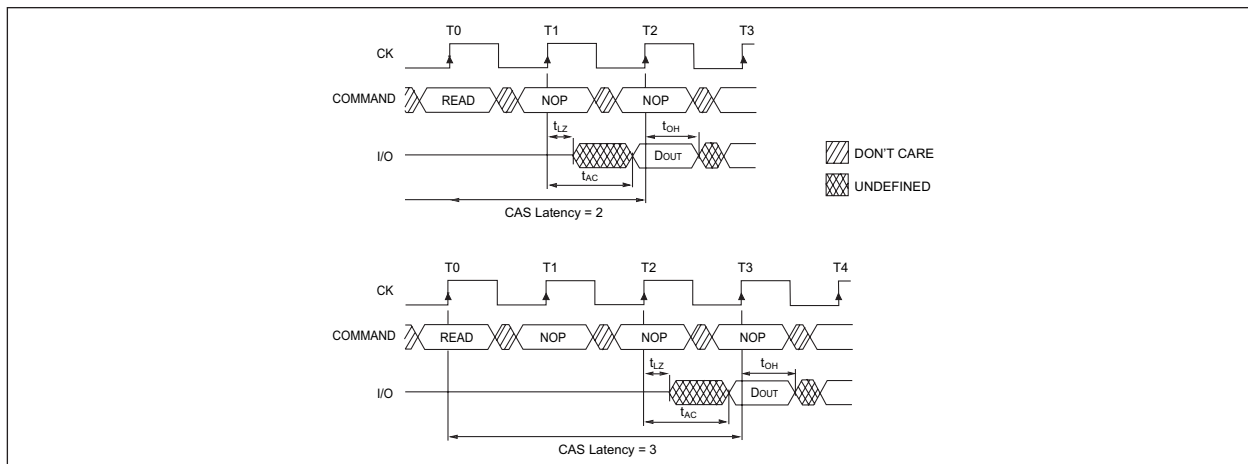 T0 T1 T2 T3
CK
COMMAND READ NOP NOP
tLZ tOH
I/O DOUT
tAC
CAS Latency = 2
DON'T CARE
UNDEFINED
T0 T1 T2 T3 T4
CK
COMMAND READ NOP NOP NOP
tLZ tOH
I/O DOUT
tAC
CAS Latency = 3